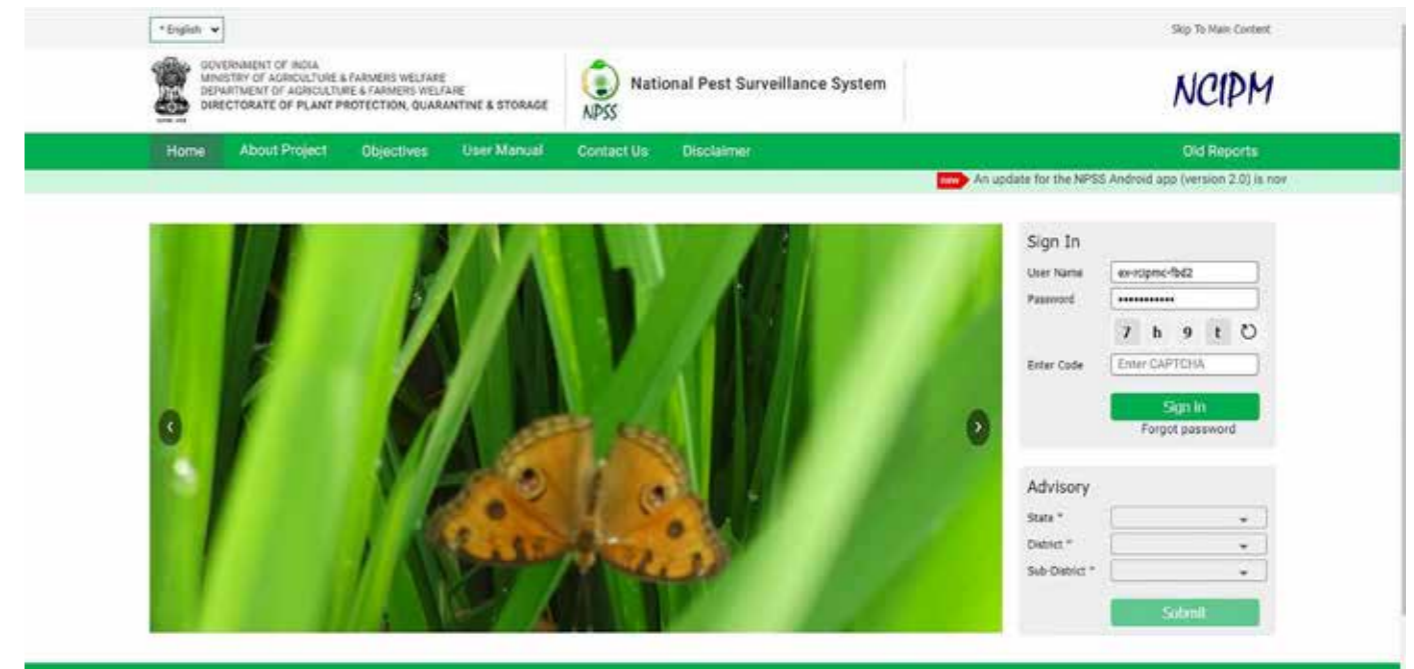 * English
Skip To Main Content
GOVERNMENT OF INDIA
MINISTRY OF AGRICULTURE & FARMERS WELFARE
DEPARTMENT OF AGRICULTURE & FARMERS WELFARE
DIRECTORATE OF PLANT PROTECTION, QUARANTINE & STORAGE
NPSS
National Pest Surveillance System
NCIPM
Home About Project Objectives User Manual Contact Us Disclaimer Old Reports
new An update for the NPSS Android app (version 2.0) is nov
Sign In
User Name ex-rcipmc-fbd2
Password
7 h 9 t
Enter Code Enter CAPTCHA
Sign In
Forgot password
Advisory
State *
District *
Sub-District *
Submit